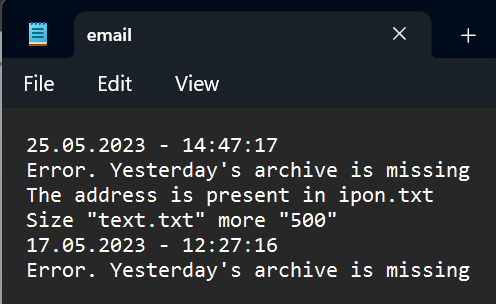 email
File Edit View
25.05.2023 - 14:47:17
Error. Yesterday's archive is missing
The address is present in ipon.txt
Size "text.txt" more "500"
17.05.2023 - 12:27:16
Error. Yesterday's archive is missing